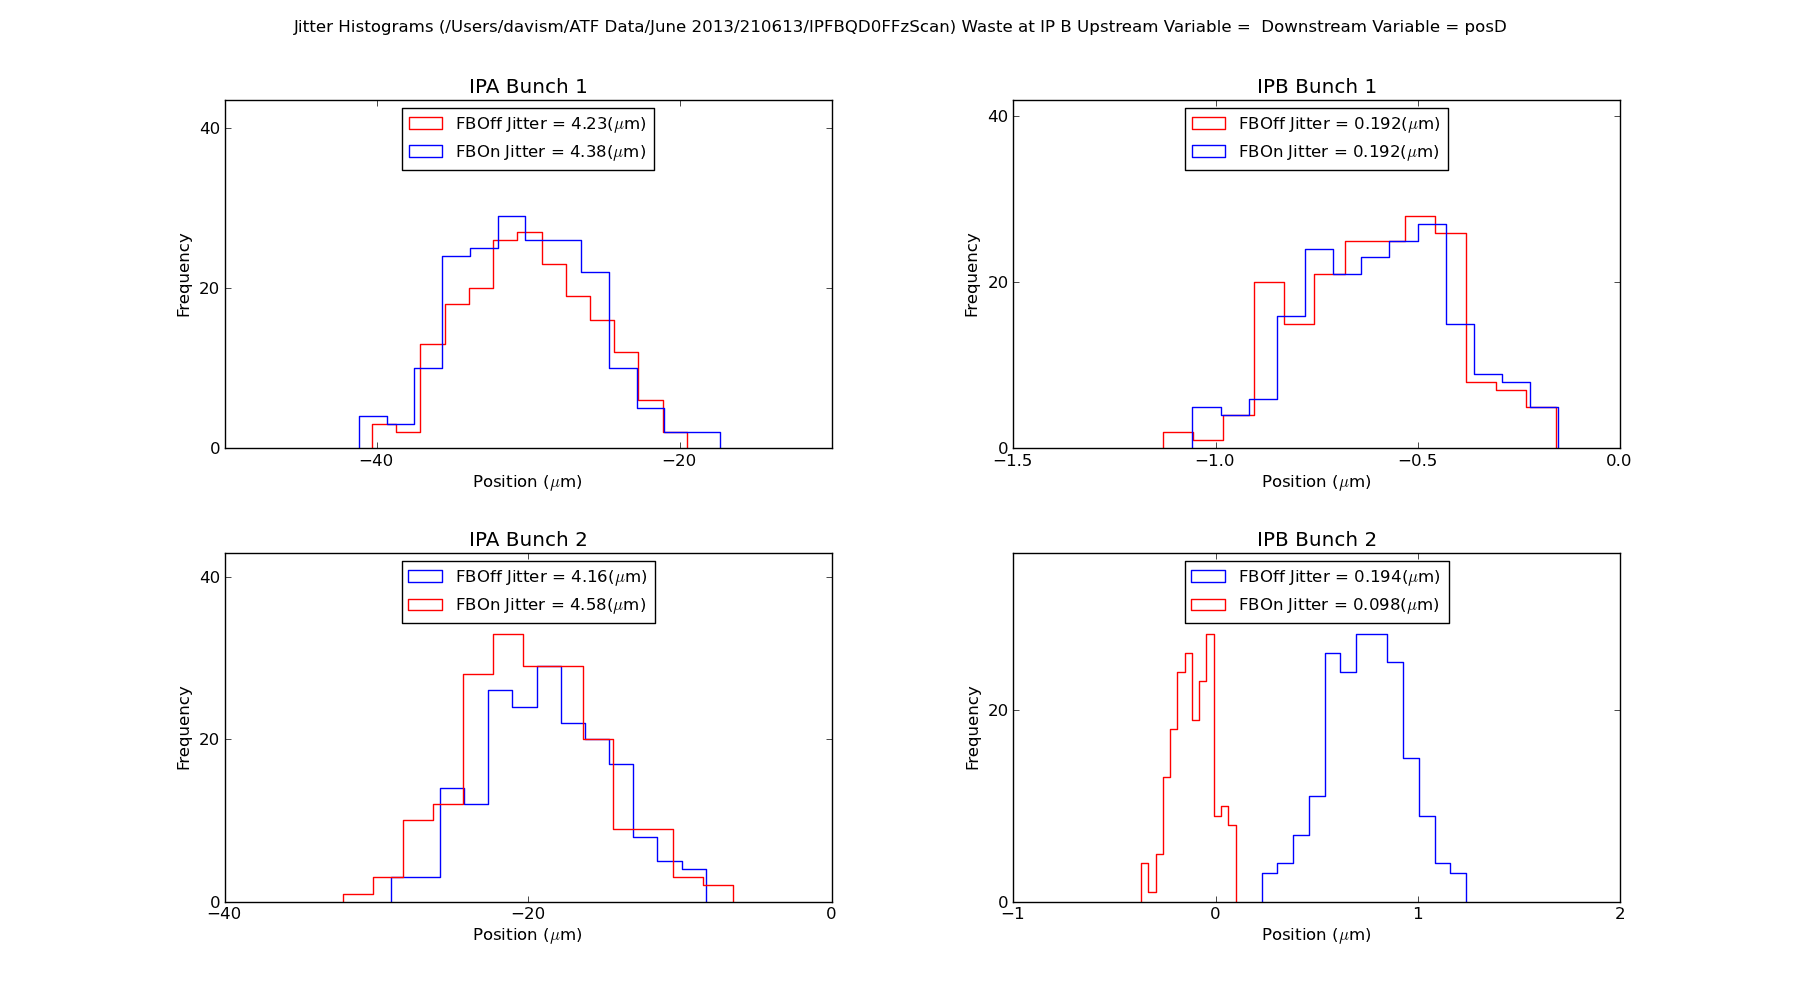 Jitter Histograms (/Users/davism/ATF Data/June 2013/210613/IPFBQD0FFzScan) Waste at IP B Upstream Variable =  Downstream Variable = posD
IPA Bunch 1
FBOff Jitter = 4.23(μm)
FBOn Jitter = 4.38(μm)
Frequency
40
20
0
−40
−20
Position (μm)
IPB Bunch 1
FBOff Jitter = 0.192(μm)
FBOn Jitter = 0.192(μm)
Frequency
40
20
0
−1.5
−1.0
−0.5
0.0
Position (μm)
IPA Bunch 2
FBOff Jitter = 4.16(μm)
FBOn Jitter = 4.58(μm)
Frequency
40
20
0
−40
−20
0
Position (μm)
IPB Bunch 2
FBOff Jitter = 0.194(μm)
FBOn Jitter = 0.098(μm)
Frequency
20
0
−1
0
1
2
Position (μm)